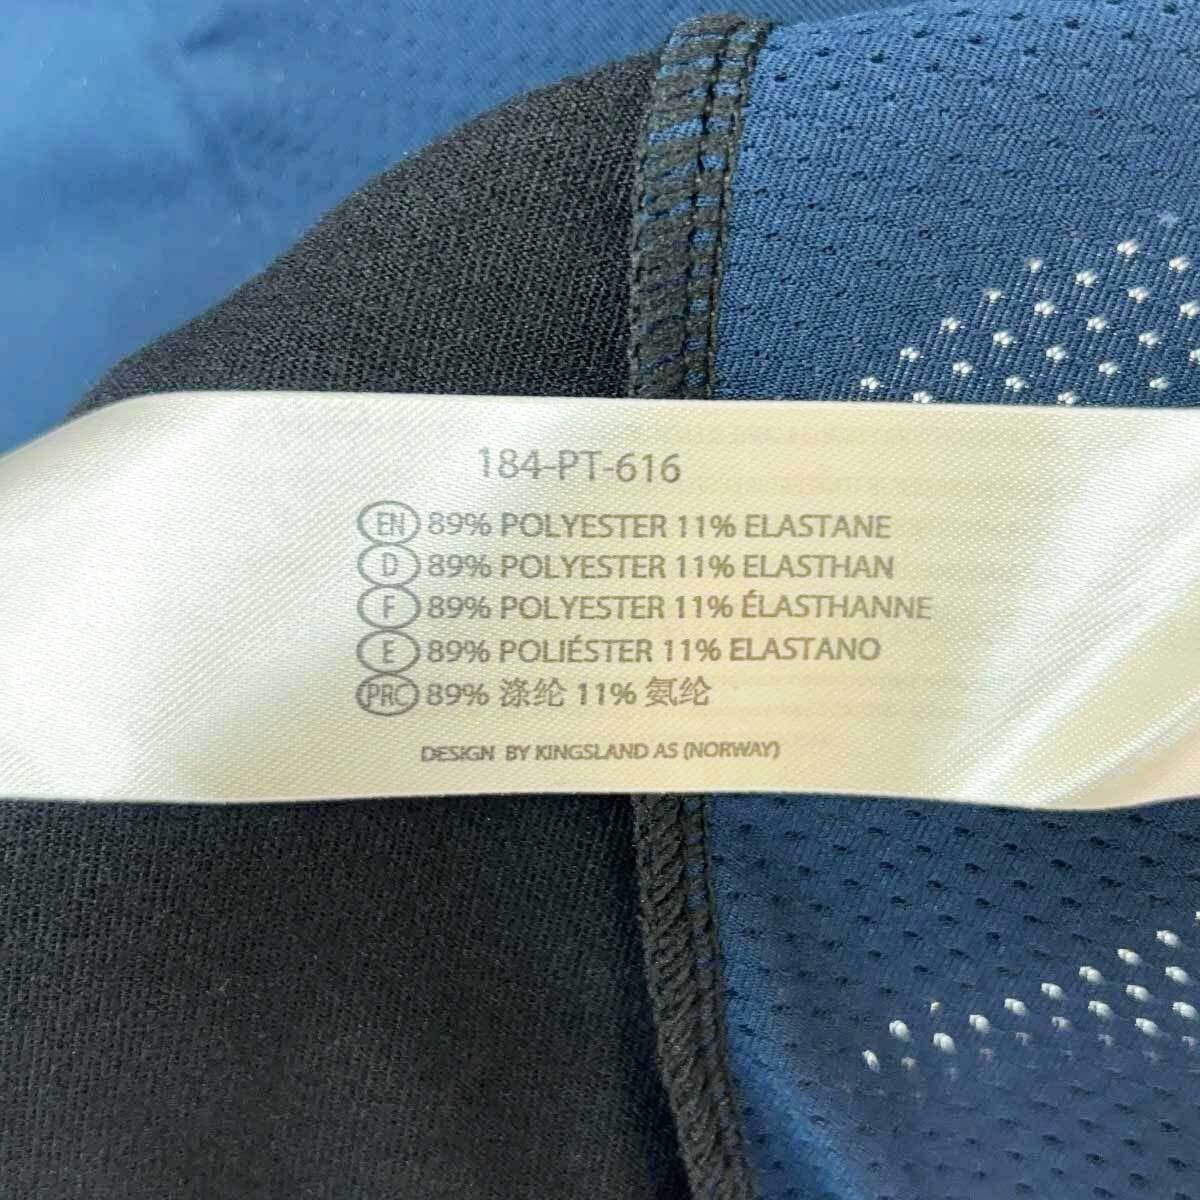 184-PT-616
EN 89% POLYESTER 11% ELASTANE
D 89% POLYESTER 11% ELASTHAN
F 89% POLYESTER 11% ÉLASTHANNE
E 89% POLIÉSTER 11% ELASTANO
PRC 89% 涤纶 11% 氨纶
DESIGN BY KINGSLAND AS (NORWAY)